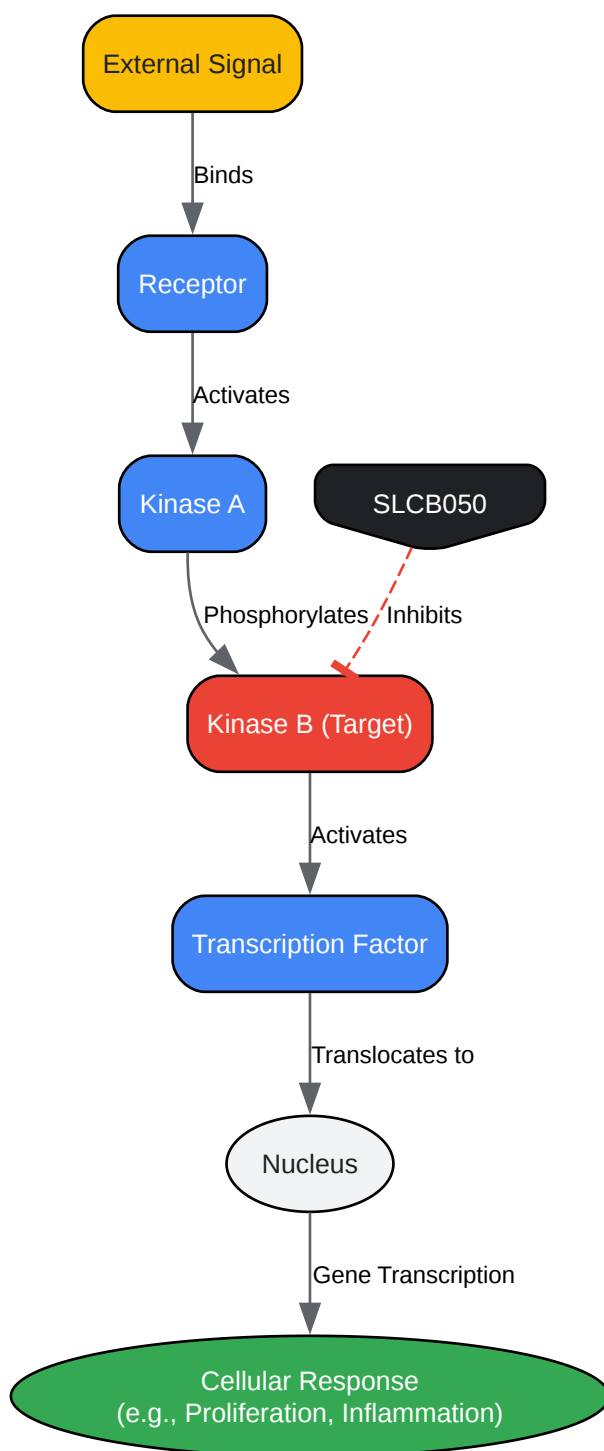 External Signal
Binds
Receptor
Activates
Kinase A
SLCB050
Phosphorylates
Inhibits
Kinase B (Target)
Activates
Transcription Factor
Translocates to
Nucleus
Gene Transcription
Cellular Response
(e.g., Proliferation, Inflammation)